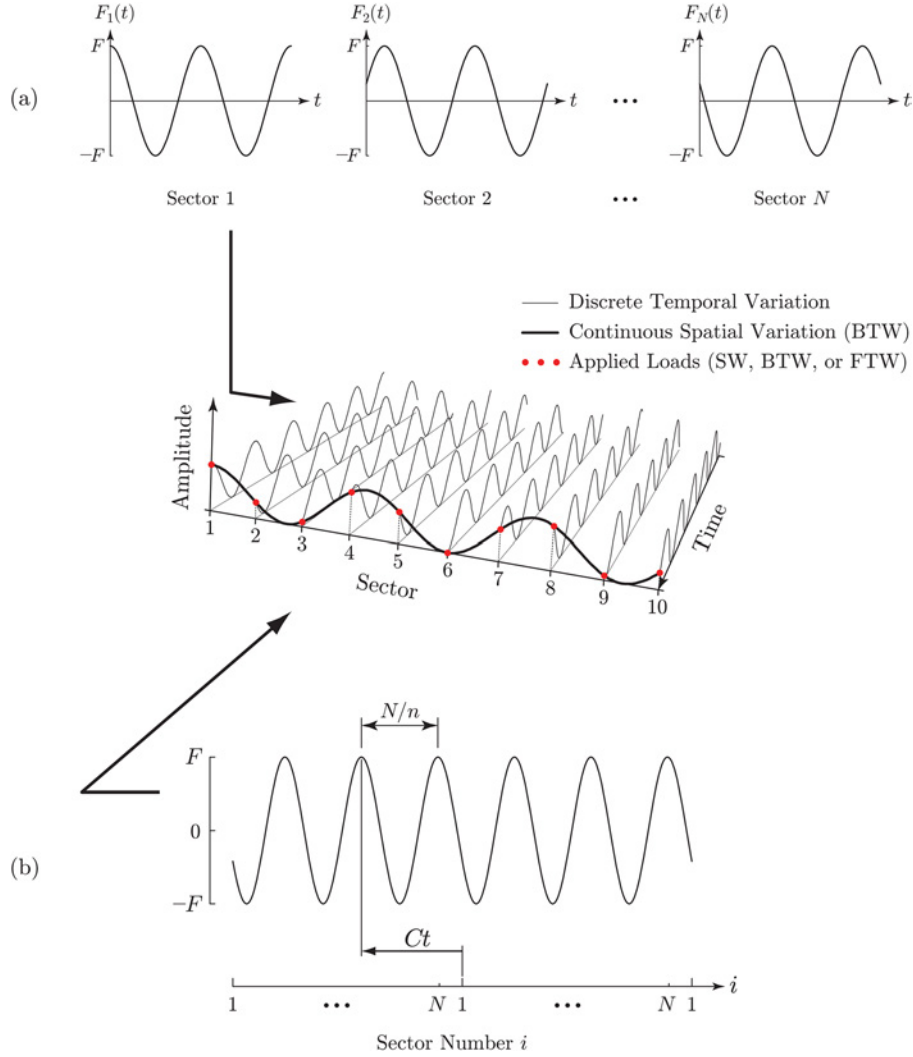 F₁(t)
F₂(t)
F_N(t)
(a)
F
−F
t
F
−F
t
•••
F
−F
t
Sector 1
Sector 2
•••
Sector N
Discrete Temporal Variation
Continuous Spatial Variation (BTW)
Applied Loads (SW, BTW, or FTW)
Amplitude
1
2
3
4
5
6
7
8
9
10
Sector
Time
N/n
(b)
F
0
−F
Ct
1
•••
N
1
•••
N
1
i
Sector Number i